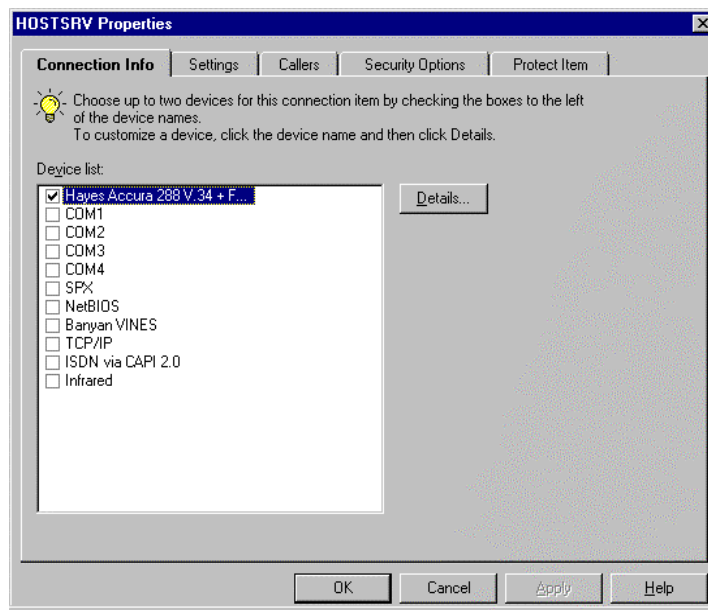 HOSTSRV Properties
Connection Info Settings Callers Security Options Protect Item
Choose up to two devices for this connection item by checking the boxes to the left
of the device names.
To customize a device, click the device name and then click Details.
Device list:
Hayes Accura 288 V.34 + F...
Details...
COM1
COM2
COM3
COM4
SPX
NetBIOS
Banyan VINES
TCP/IP
ISDN via CAPI 2.0
Infrared
OK Cancel Apply Help